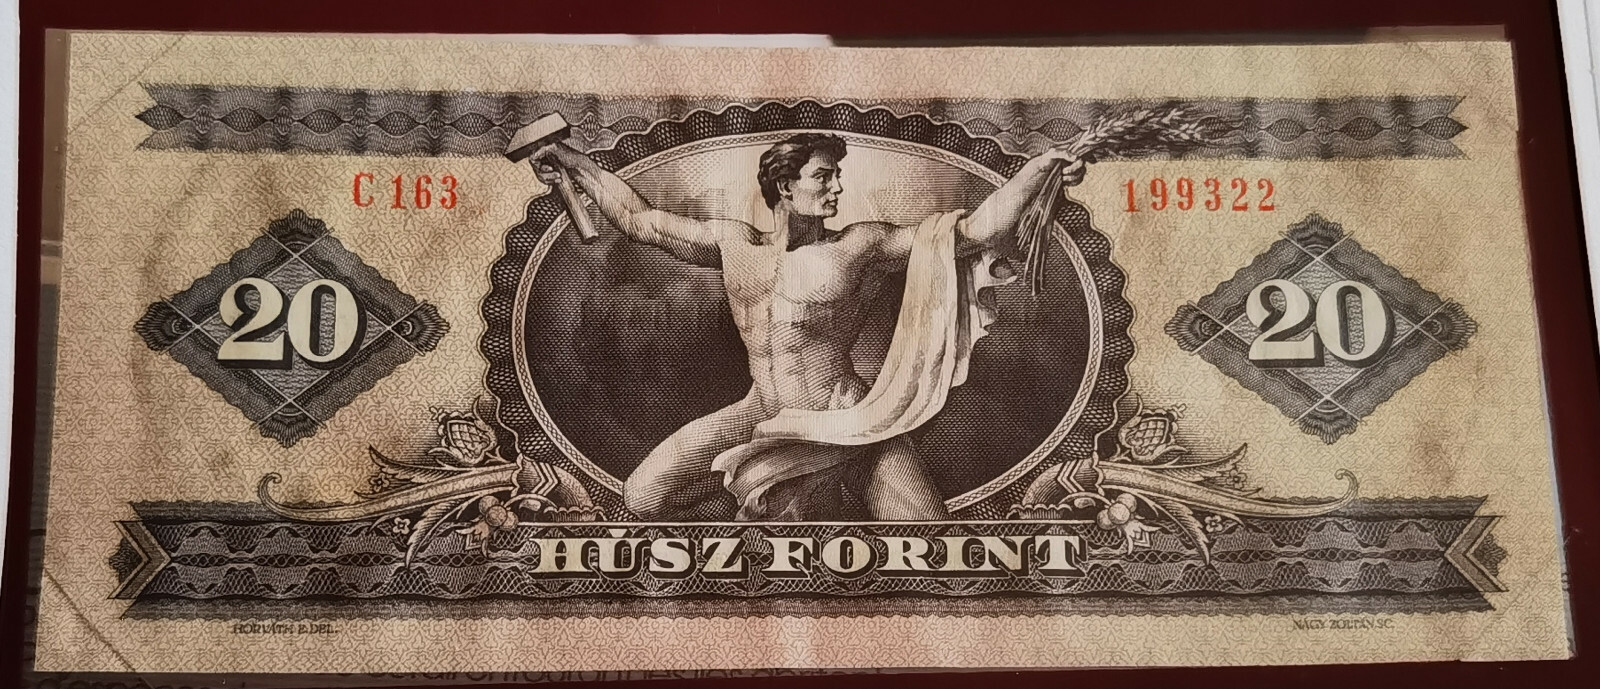 C 163
199322
20
20
HÚSZ FORINT
HORVÁTH E. DEL.
NAGY ZOLTÁN SC.